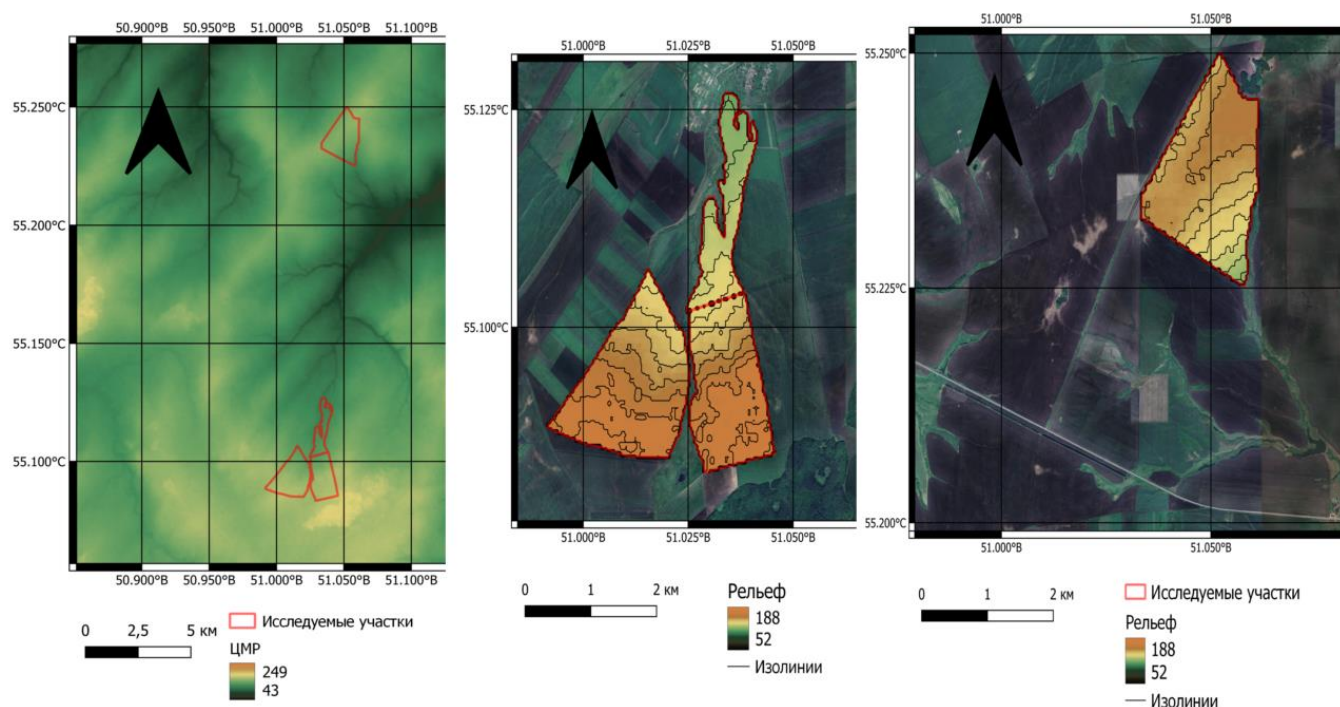 50.900°В 50.950°В 51.000°В 51.050°В 51.100°В
55.250°С
55.200°С
55.150°С
55.100°С
50.900°В 50.950°В 51.000°В 51.050°В 51.100°В
0 2,5 5 км
Исследуемые участки
ЦМР
249
43
51.000°В 51.025°В 51.050°В
55.125°С
55.100°С
51.000°В 51.025°В 51.050°В
0 1 2 км
Рельеф
188
52
Изолинии
51.000°В 51.050°В
55.250°С
55.225°С
55.200°С
51.000°В 51.050°В
0 1 2 км
Исследуемые участки
Рельеф
188
52
Изолинии